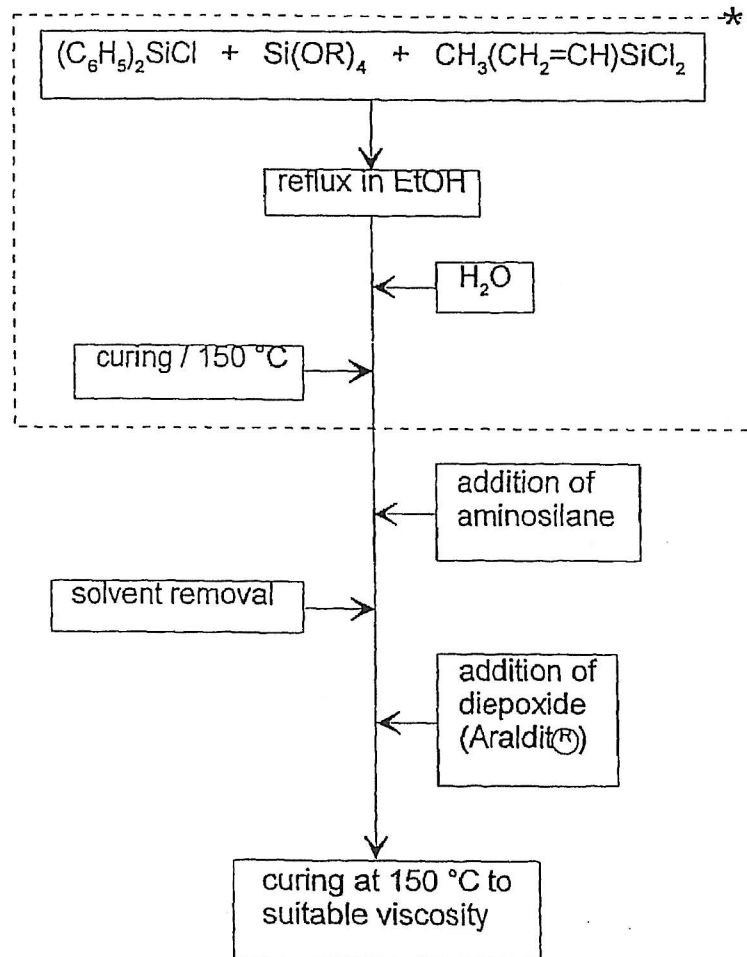 *
(C₆H₅)₂SiCl + Si(OR)₄ + CH₃(CH₂=CH)SiCl₂
reflux in EtOH
H₂O
curing / 150 °C
addition of
aminosilane
solvent removal
addition of
diepoxide
(Araldit®)
curing at 150 °C to
suitable viscosity